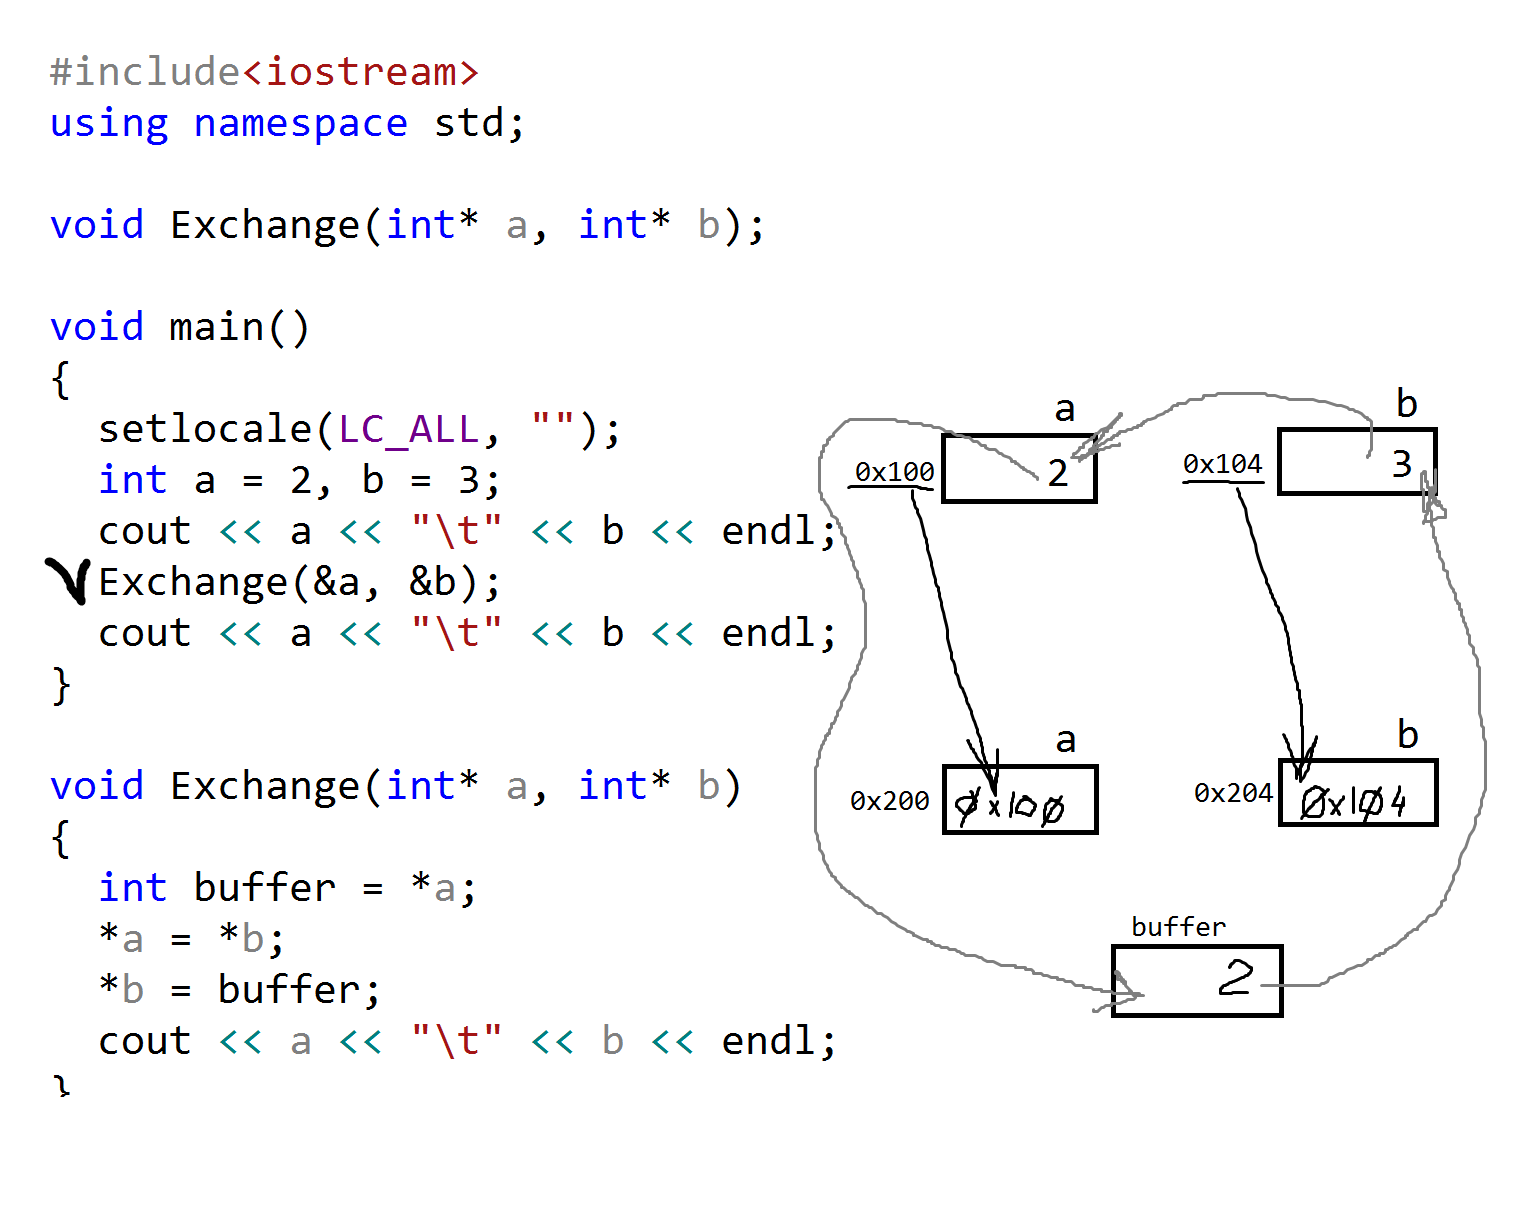 #include<iostream>
using namespace std;
void Exchange(int* a, int* b);
void main()
{
setlocale(LC_ALL, "");
int a = 2, b = 3;
cout << a << "\t" << b << endl;
Exchange(&a, &b);
cout << a << "\t" << b << endl;
}
void Exchange(int* a, int* b)
{
int buffer = *a;
*a = *b;
*b = buffer;
cout << a << "\t" << b << endl;
}
a
b
0x100
2
0x104
3
a
b
0x200
0x100
0x204
0x104
buffer
2